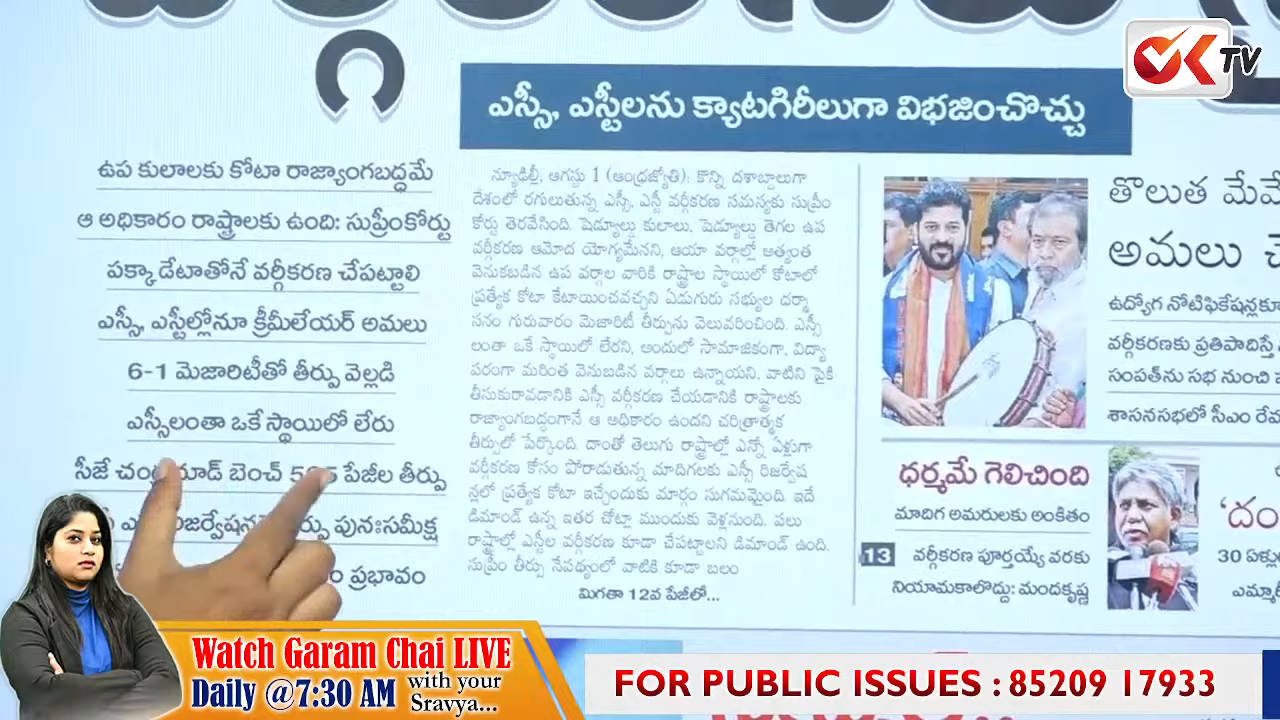 OK TV
ఎస్సీ, ఎస్టీలను క్యాటగిరీలుగా విభజించొచ్చు
ఉప కులాలకు కోటా రాజ్యాంగబద్ధమే
ఆ అధికారం రాష్ట్రాలకు ఉంది: సుప్రీంకోర్టు
పక్కా డేటాతోనే వర్గీకరణ చేపట్టాలి
ఎస్సీ, ఎస్టీల్లోనూ క్రీమీలేయర్ అమలు
6-1 మెజారిటీతో తీర్పు వెల్లడి
ఎస్సీలంతా ఒకే స్థాయిలో లేరు
సీజే బెంచ్ పేజీల తీర్పు
పునఃసమీక్ష
ప్రభావం
న్యూఢిల్లీ, ఆగస్టు 1 (ఆంధ్రజ్యోతి): కొన్ని దశాబ్దాలుగా
దేశంలో రగులుతున్న ఎస్సీ, ఎస్టీ వర్గీకరణ సమస్యకు సుప్రీం
కోర్టు తెరవేసింది. షెడ్యూల్డు కులాలు, షెడ్యూల్డు తెగల ఉప
వర్గీకరణ ఆమోద యోగ్యమేనని, ఆయా వర్గాల్లో అత్యంత
వెనుకబడిన ఉప వర్గాల వారికి రాష్ట్రాల స్థాయిలో కోటాలో
ప్రత్యేక కోటా కేటాయించవచ్చని ఏడుగురు సభ్యుల ధర్మా
సనం గురువారం మెజారిటీ తీర్పును వెలువరించింది. ఎస్సీ
లంతా ఒకే స్థాయిలో లేరని, అందులో సామాజికంగా, విద్యా
పరంగా మరింత వెనుబడిన వర్గాలు ఉన్నాయని, వాటిని పైకి
తీసుకురావడానికి ఎస్సీ వర్గీకరణ చేయడానికి రాష్ట్రాలకు
రాజ్యాంగబద్ధంగానే ఆ అధికారం ఉందని చరిత్రాత్మక
తీర్పులో పేర్కొంది. దాంతో తెలుగు రాష్ట్రాల్లో ఎన్నో ఏళ్లుగా
వర్గీకరణ కోసం పోరాడుతున్న మాదిగలకు ఎస్సీ రిజర్వేష
న్లలో ప్రత్యేక కోటా ఇచ్చేందుకు మార్గం సుగమమైంది. ఇదే
డిమాండ్ ఉన్న ఇతర చోట్లా ముందుకు వెళ్లనుంది. పలు
రాష్ట్రాల్లో ఎస్టీల వర్గీకరణ కూడా చేపట్టాలని డిమాండ్ ఉంది.
సుప్రీం తీర్పు నేపథ్యంలో వాటికి కూడా బలం
మిగతా 12వ పేజీలో...
తొలుత
అమలు
ఉద్యోగ
వర్గీకరణకు ప్రతిపాదిస్తే
సంపత్‌ను సభ నుంచి
శాసనసభలో సీఎం
ధర్మమే గెలిచింది
మాదిగ అమరులకు అంకితం
13 వర్గీకరణ పూర్తయ్యే వరకు
నియామకాలొద్దు: మందకృష్ణ
30 ఏళ్లకు
Watch Garam Chai LIVE
Daily @7:30 AM with your
Sravya...
FOR PUBLIC ISSUES : 85209 17933